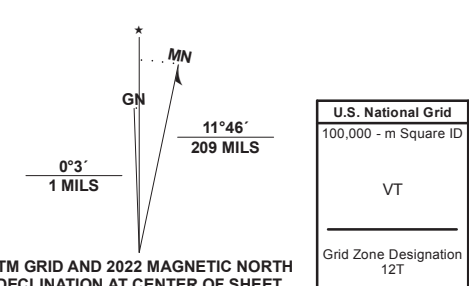 ★
MN
GN
11°46´
209 MILS
0°3´
1 MILS
TM GRID AND 2022 MAGNETIC NORTH
DECLINATION AT CENTER OF SHEET
U.S. National Grid
100,000 - m Square ID
VT
Grid Zone Designation
12T